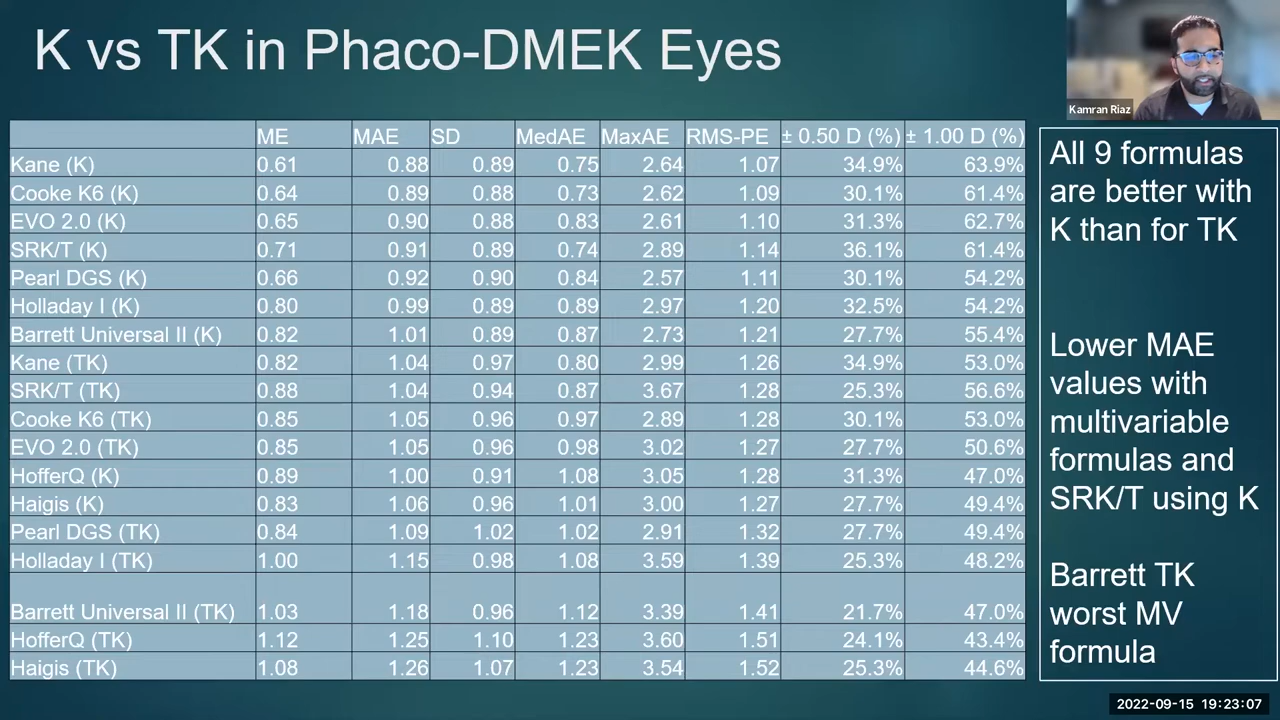 K vs TK in Phaco-DMEK Eyes
Kamran Riaz
ME MAE SD MedAE MaxAE RMS-PE ± 0.50 D (%) ± 1.00 D (%)
Kane (K) 0.61 0.88 0.89 0.75 2.64 1.07 34.9% 63.9%
Cooke K6 (K) 0.64 0.89 0.88 0.73 2.62 1.09 30.1% 61.4%
EVO 2.0 (K) 0.65 0.90 0.88 0.83 2.61 1.10 31.3% 62.7%
SRK/T (K) 0.71 0.91 0.89 0.74 2.89 1.14 36.1% 61.4%
Pearl DGS (K) 0.66 0.92 0.90 0.84 2.57 1.11 30.1% 54.2%
Holladay I (K) 0.80 0.99 0.89 0.89 2.97 1.20 32.5% 54.2%
Barrett Universal II (K) 0.82 1.01 0.89 0.87 2.73 1.21 27.7% 55.4%
Kane (TK) 0.82 1.04 0.97 0.80 2.99 1.26 34.9% 53.0%
SRK/T (TK) 0.88 1.04 0.94 0.87 3.67 1.28 25.3% 56.6%
Cooke K6 (TK) 0.85 1.05 0.96 0.97 2.89 1.28 30.1% 53.0%
EVO 2.0 (TK) 0.85 1.05 0.96 0.98 3.02 1.27 27.7% 50.6%
HofferQ (K) 0.89 1.00 0.91 1.08 3.05 1.28 31.3% 47.0%
Haigis (K) 0.83 1.06 0.96 1.01 3.00 1.27 27.7% 49.4%
Pearl DGS (TK) 0.84 1.09 1.02 1.02 2.91 1.32 27.7% 49.4%
Holladay I (TK) 1.00 1.15 0.98 1.08 3.59 1.39 25.3% 48.2%
Barrett Universal II (TK) 1.03 1.18 0.96 1.12 3.39 1.41 21.7% 47.0%
HofferQ (TK) 1.12 1.25 1.10 1.23 3.60 1.51 24.1% 43.4%
Haigis (TK) 1.08 1.26 1.07 1.23 3.54 1.52 25.3% 44.6%
All 9 formulas
are better with
K than for TK
Lower MAE
values with
multivariable
formulas and
SRK/T using K
Barrett TK
worst MV
formula
2022-09-15 19:23:07